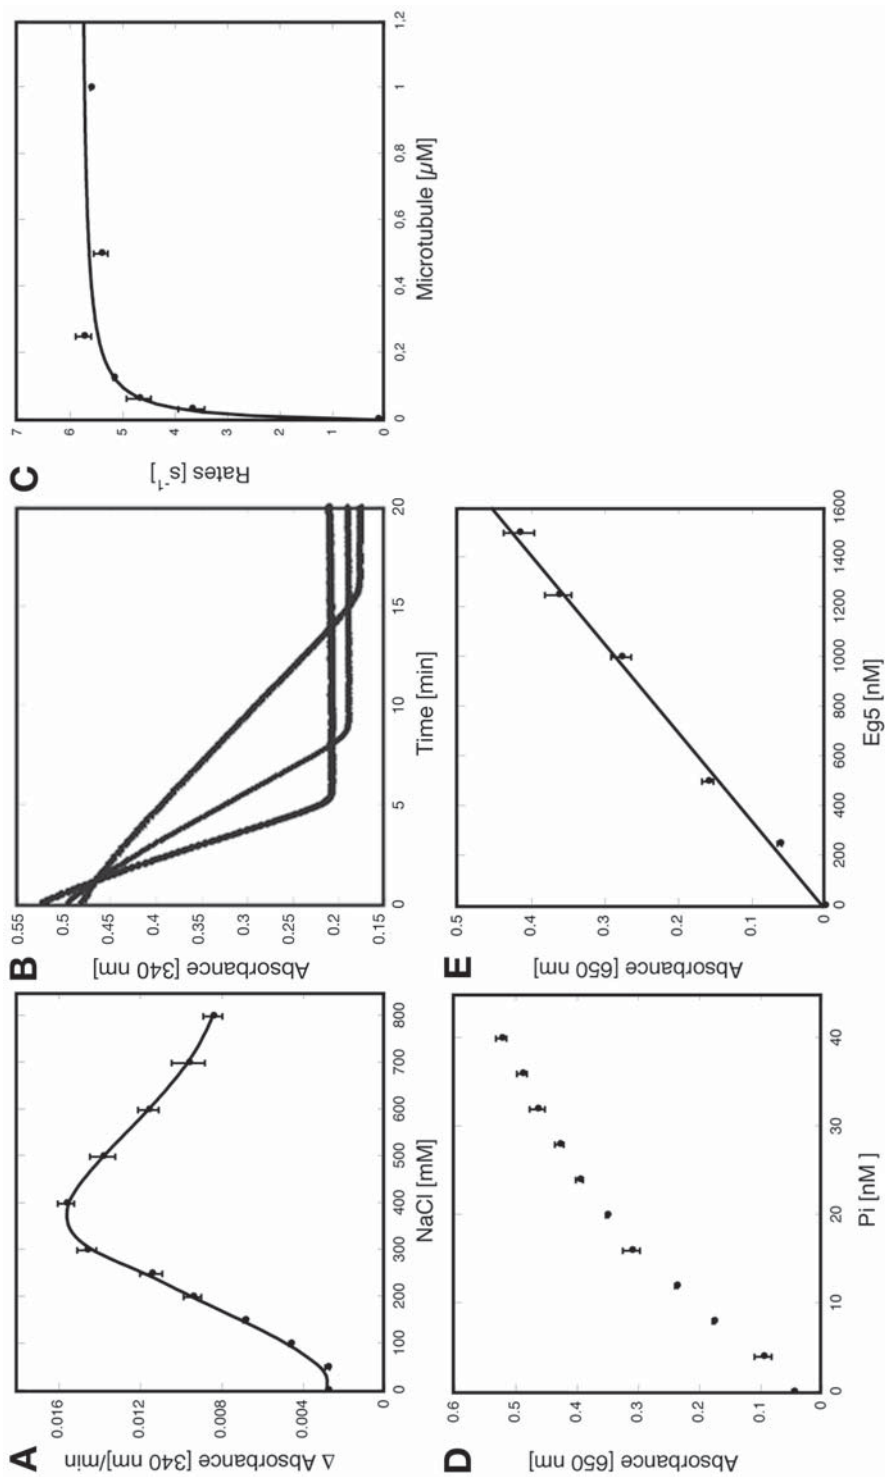 A
Δ Absorbance [340 nm]/min
0.016
0.012
0.008
0.004
0
0 100 200 300 400 500 600 700 800
NaCl [mM]
B
Absorbance [340 nm]
0.55
0.5
0.45
0.4
0.35
0.3
0.25
0.2
0.15
0 5 10 15 20
Time [min]
C
Rates [s-1]
7
6
5
4
3
2
1
0
0 0,2 0,4 0,6 0,8 1 1,2
Microtubule [µM]
D
Absorbance [650 nm]
0.6
0.5
0.4
0.3
0.2
0.1
0
0 10 20 30 40
Pi [nM ]
E
Absorbance [650 nm]
0.5
0.4
0.3
0.2
0.1
0
0 200 400 600 800 1000 1200 1400 1600
Eg5 [nM]